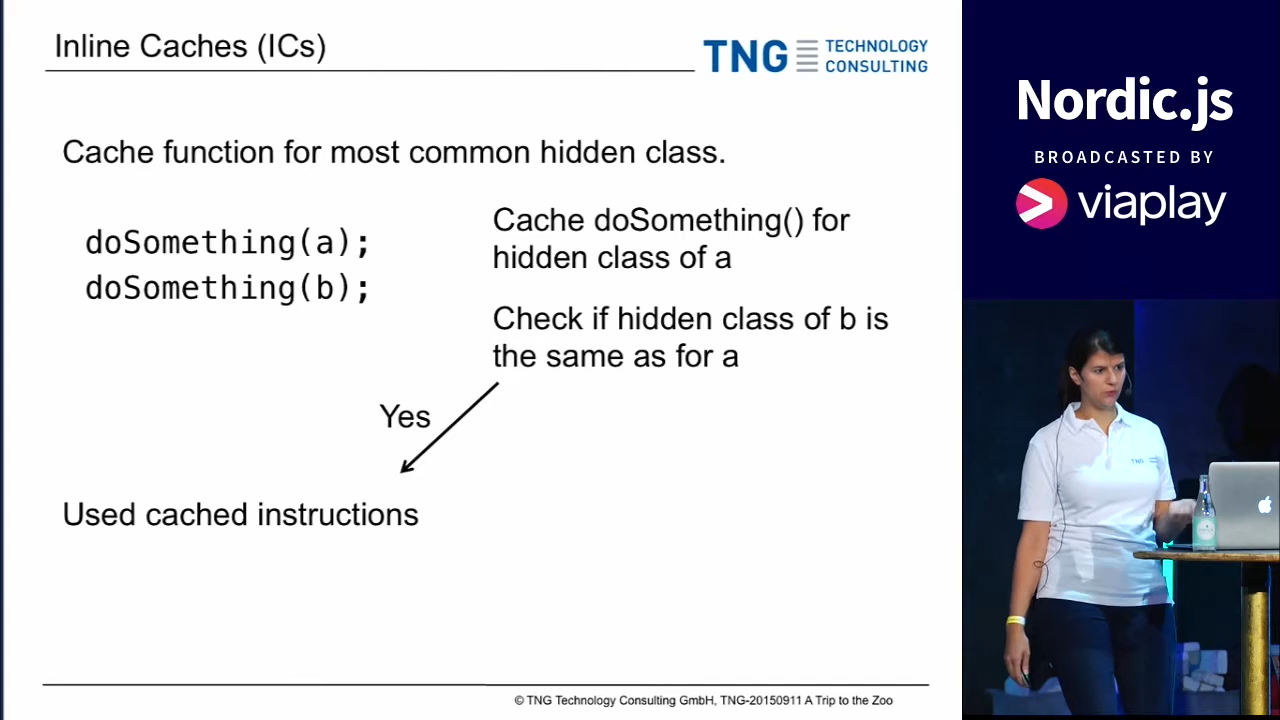 Inline Caches (ICs)
TNG TECHNOLOGY
CONSULTING
Cache function for most common hidden class.
doSomething(a);
doSomething(b);
Cache doSomething() for
hidden class of a
Check if hidden class of b is
the same as for a
Yes
Used cached instructions
© TNG Technology Consulting GmbH, TNG-20150911 A Trip to the Zoo
Nordic.js
BROADCASTED BY
viaplay
TNG